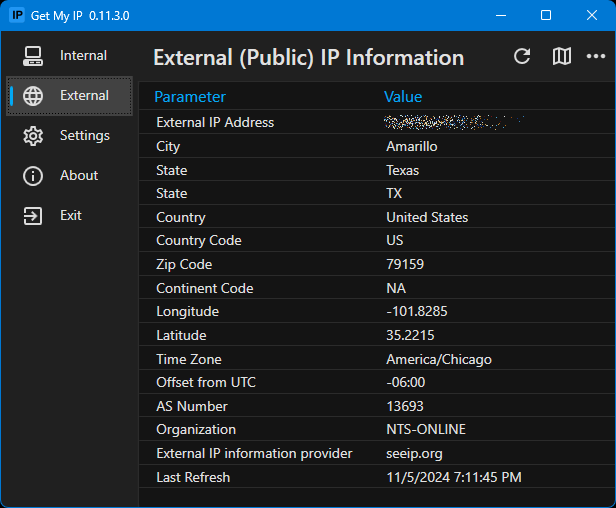 IP Get My IP 0.11.3.0
Internal
External
Settings
About
Exit
External (Public) IP Information
Parameter Value
External IP Address
City Amarillo
State Texas
State TX
Country United States
Country Code US
Zip Code 79159
Continent Code NA
Longitude -101.8285
Latitude 35.2215
Time Zone America/Chicago
Offset from UTC -06:00
AS Number 13693
Organization NTS-ONLINE
External IP information provider seeip.org
Last Refresh 11/5/2024 7:11:45 PM